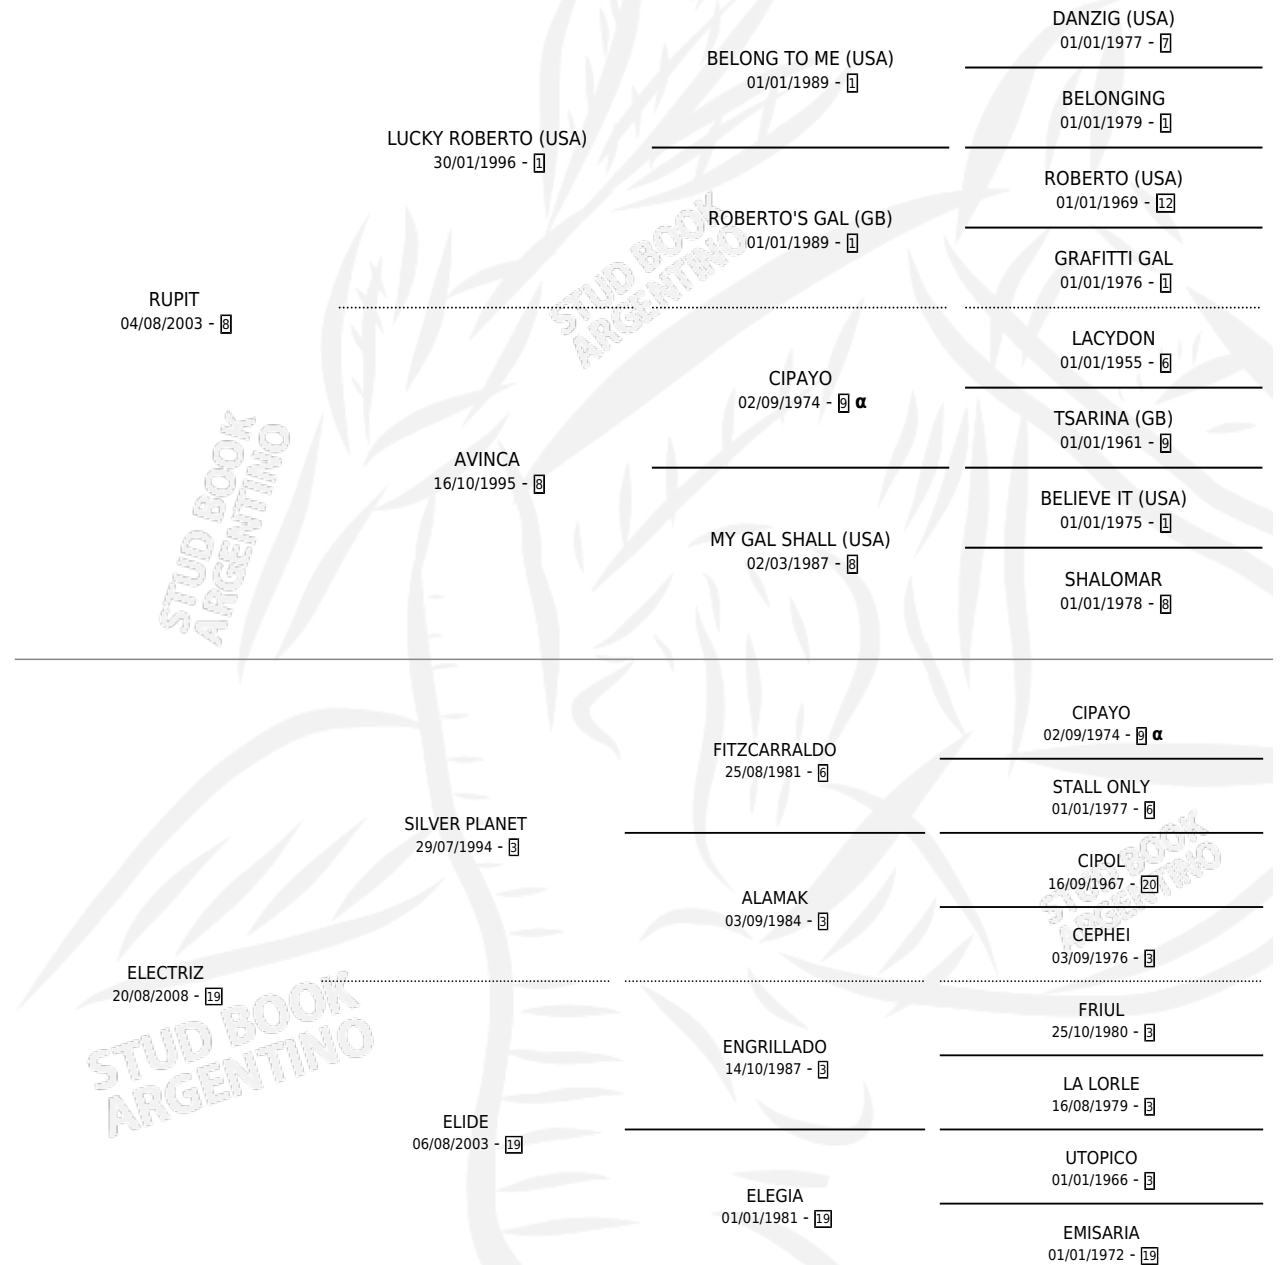 DANZIG (USA)
01/01/1977 - 7
BELONG TO ME (USA)
01/01/1989 - 1
BELONGING
01/01/1979 - 1
LUCKY ROBERTO (USA)
30/01/1996 - 1
ROBERTO (USA)
01/01/1969 - 12
ROBERTO'S GAL (GB)
01/01/1989 - 1
GRAFITTI GAL
01/01/1976 - 1
RUPIT
04/08/2003 - 8
LACYDON
01/01/1955 - 6
CIPAYO
02/09/1974 - 9 α
TSARINA (GB)
01/01/1961 - 9
AVINCA
16/10/1995 - 8
BELIEVE IT (USA)
01/01/1975 - 1
MY GAL SHALL (USA)
02/03/1987 - 8
SHALOMAR
01/01/1978 - 8
CIPAYO
02/09/1974 - 9 α
FITZCARRALDO
25/08/1981 - 6
STALL ONLY
01/01/1977 - 6
SILVER PLANET
29/07/1994 - 3
CIPOL
16/09/1967 - 20
ALAMAK
03/09/1984 - 3
CEPHEI
03/09/1976 - 3
ELECTRIZ
20/08/2008 - 19
FRIUL
25/10/1980 - 3
ENGRILLADO
14/10/1987 - 3
LA LORLE
16/08/1979 - 3
ELIDE
06/08/2003 - 19
UTOPICO
01/01/1966 - 3
ELEGIA
01/01/1981 - 19
EMISARIA
01/01/1972 - 19
STUD BOOK
ARGENTINO
STUD BOOK
ARGENTINO
STUD BOOK
ARGENTINO
STUD BOOK
ARGENTINO